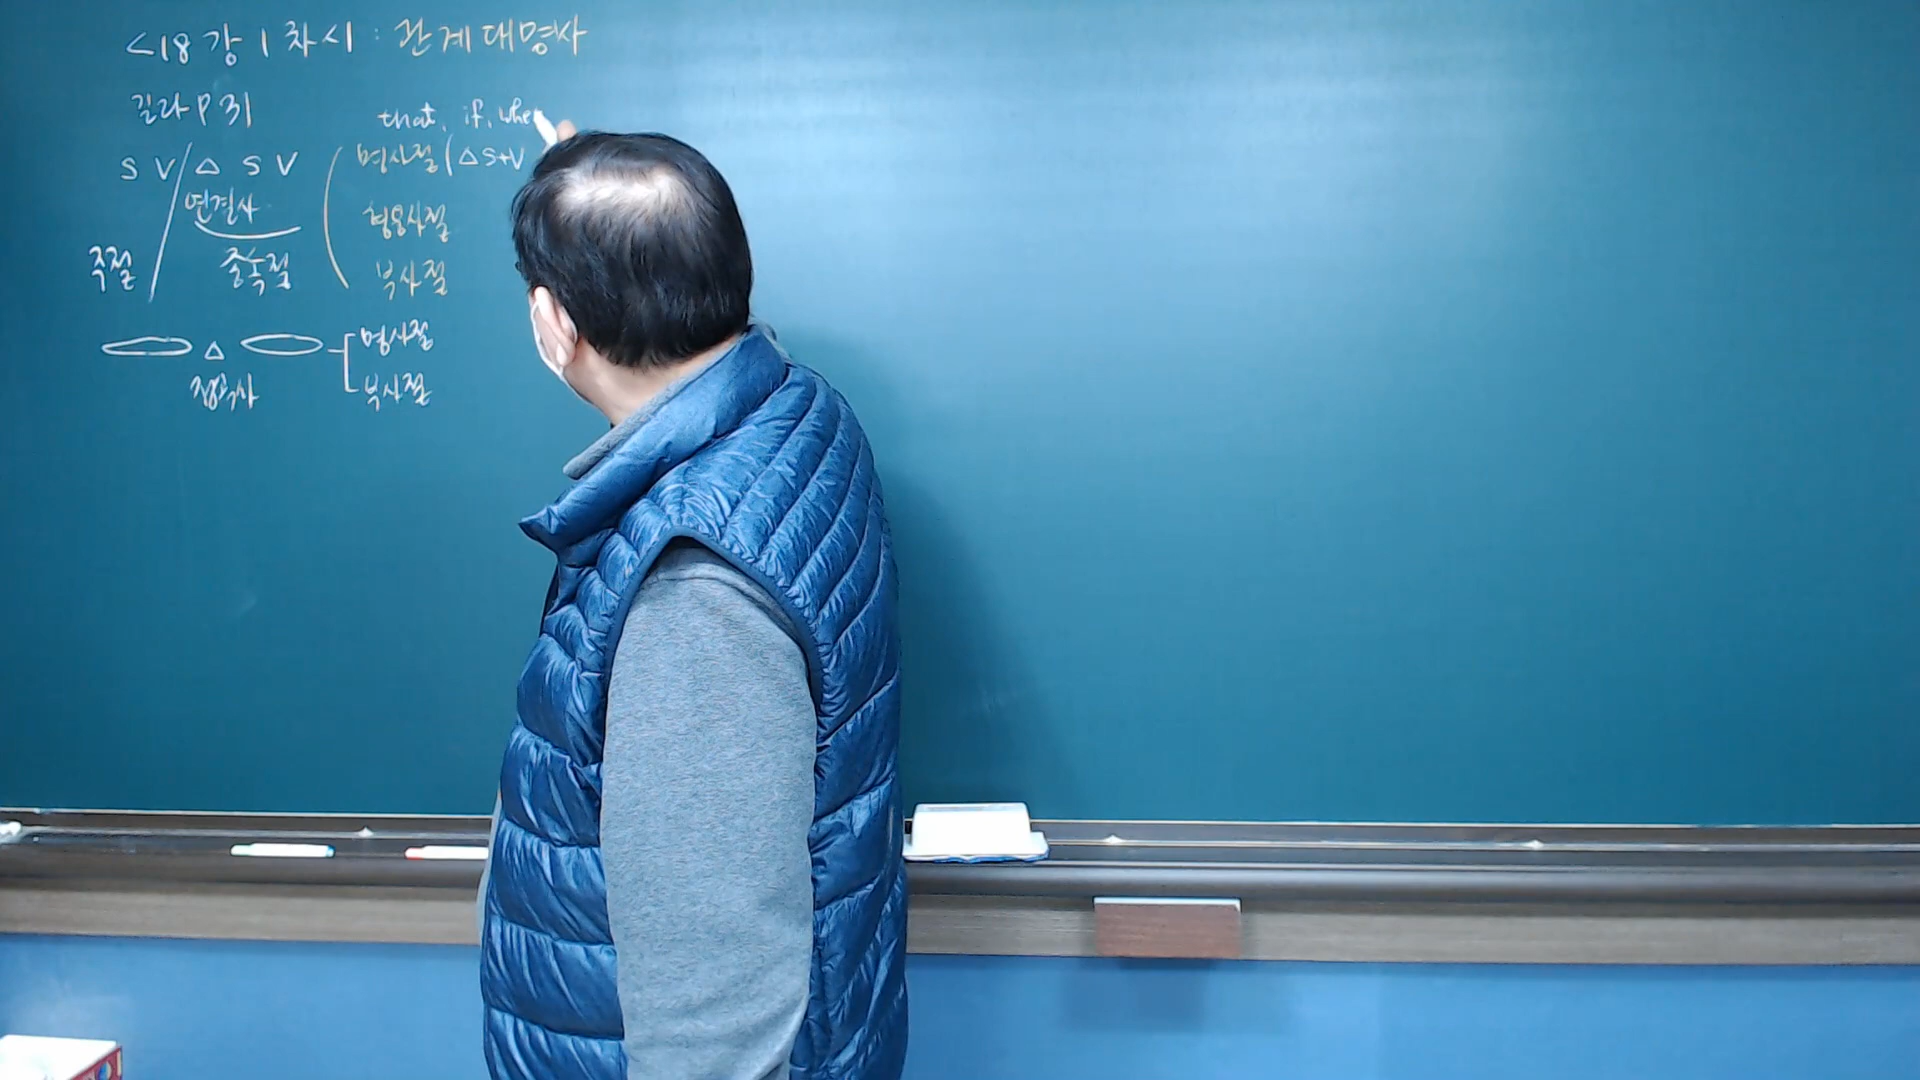 <18강 1차시 : 관계대명사
길라 P 31
that, if, whe
S V / △ S V ( 명사절 ( △ S+V
연결사 형용사절
주절 종속절 부사절
△ 명사절
접속사 부사절